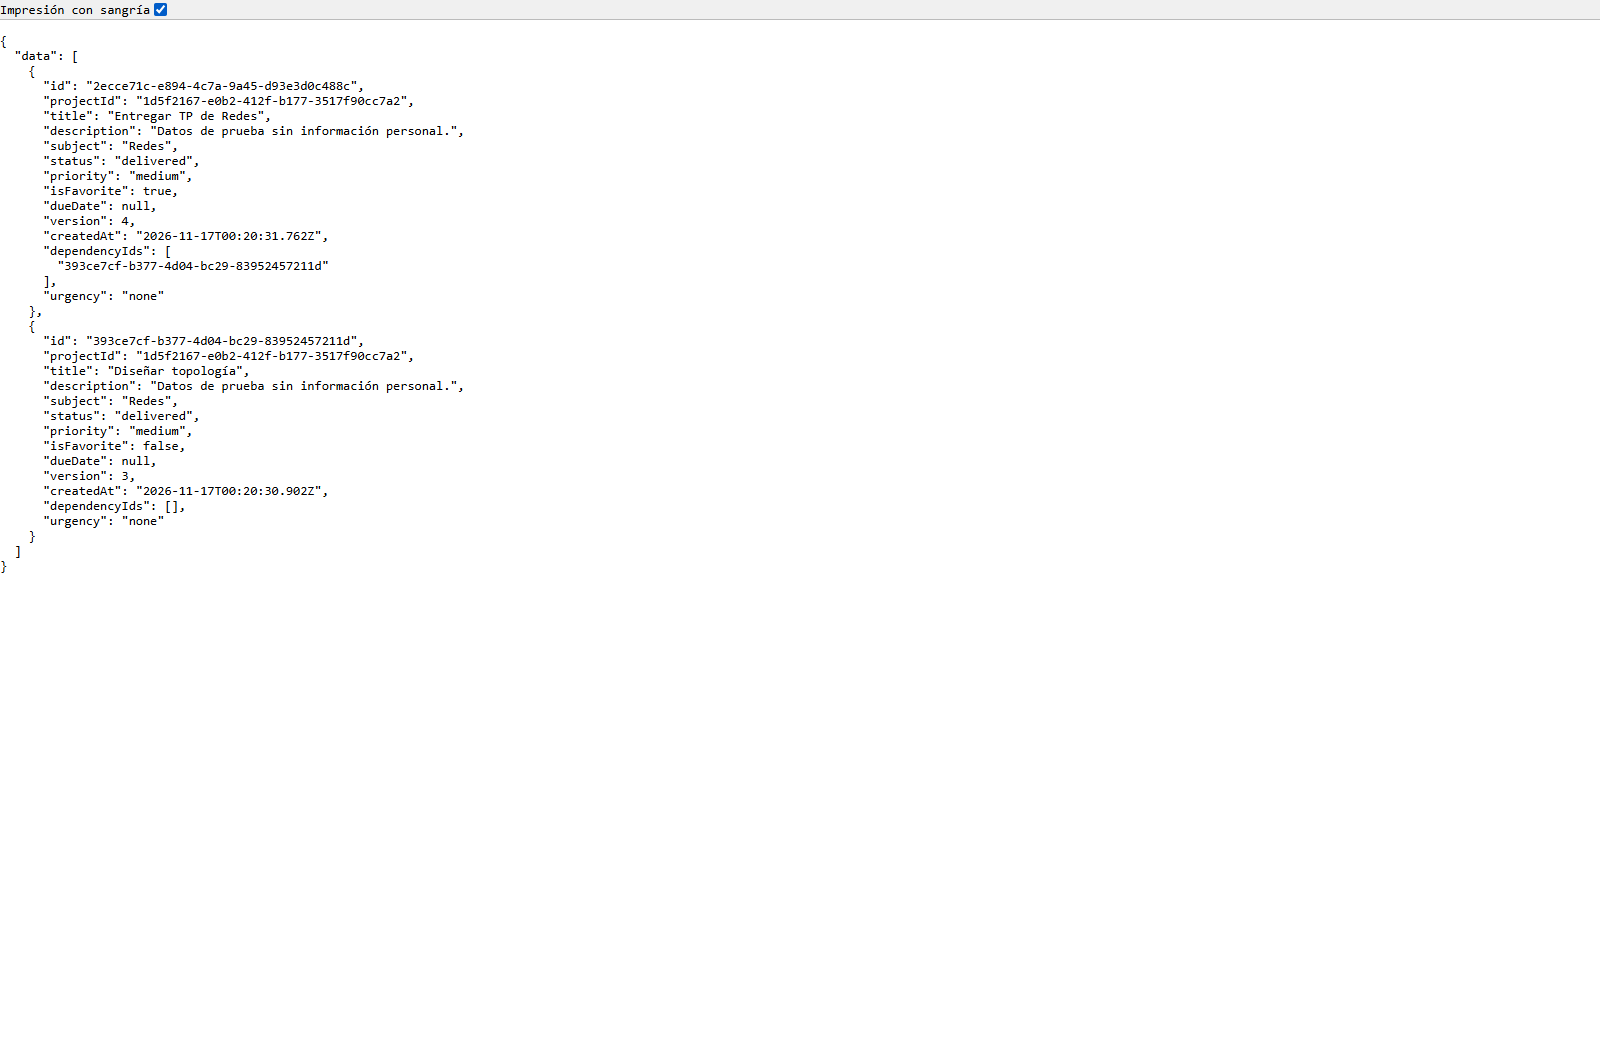 Impresión con sangría
{
  "data": [
    {
      "id": "2ecce71c-e894-4c7a-9a45-d93e3d0c488c",
      "projectId": "1d5f2167-e0b2-412f-b177-3517f90cc7a2",
      "title": "Entregar TP de Redes",
      "description": "Datos de prueba sin información personal.",
      "subject": "Redes",
      "status": "delivered",
      "priority": "medium",
      "isFavorite": true,
      "dueDate": null,
      "version": 4,
      "createdAt": "2026-11-17T00:20:31.762Z",
      "dependencyIds": [
        "393ce7cf-b377-4d04-bc29-83952457211d"
      ],
      "urgency": "none"
    },
    {
      "id": "393ce7cf-b377-4d04-bc29-83952457211d",
      "projectId": "1d5f2167-e0b2-412f-b177-3517f90cc7a2",
      "title": "Diseñar topología",
      "description": "Datos de prueba sin información personal.",
      "subject": "Redes",
      "status": "delivered",
      "priority": "medium",
      "isFavorite": false,
      "dueDate": null,
      "version": 3,
      "createdAt": "2026-11-17T00:20:30.902Z",
      "dependencyIds": [],
      "urgency": "none"
    }
  ]
}